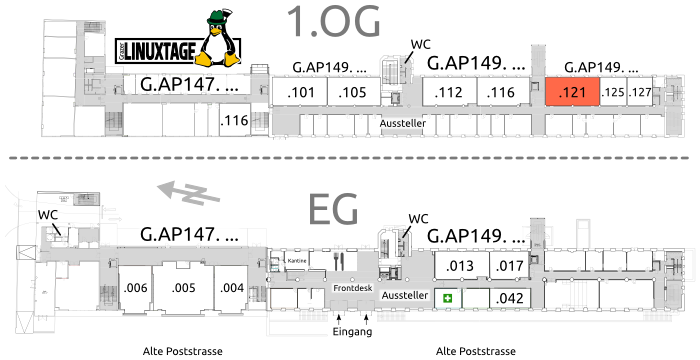 1.OG
Grazer
LINUXTAGE
WC
G.AP147. ...
G.AP149. ...
G.AP149. ...
G.AP149. ...
.101
.105
.112
.116
.121
.125
.127
.116
Aussteller
EG
WC
G.AP147. ...
WC
G.AP149. ...
Kantine
.013
.017
.006
.005
.004
Frontdesk
Aussteller
.042
Eingang
Alte Poststrasse
Alte Poststrasse